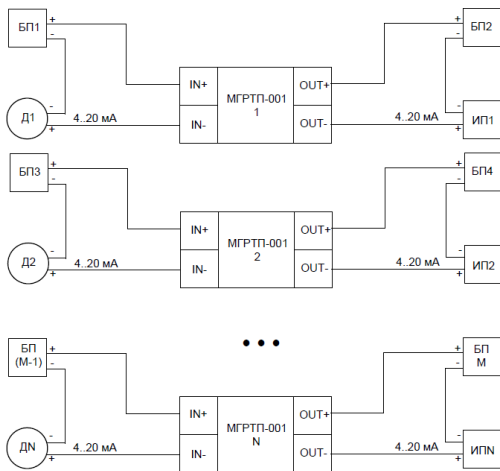 БП1
+
-
+
-
БП2
IN+
МГРТП-001
1
OUT+
IN-
OUT-
Д1
-
+
4..20 мА
4..20 мА
-
+
ИП1
БП3
+
-
+
-
БП4
IN+
МГРТП-001
2
OUT+
IN-
OUT-
Д2
-
+
4..20 мА
4..20 мА
-
+
ИП2
•••
БП
(М-1)
+
-
+
-
БП
М
IN+
МГРТП-001
N
OUT+
IN-
OUT-
ДN
-
+
4..20 мА
4..20 мА
-
+
ИПN